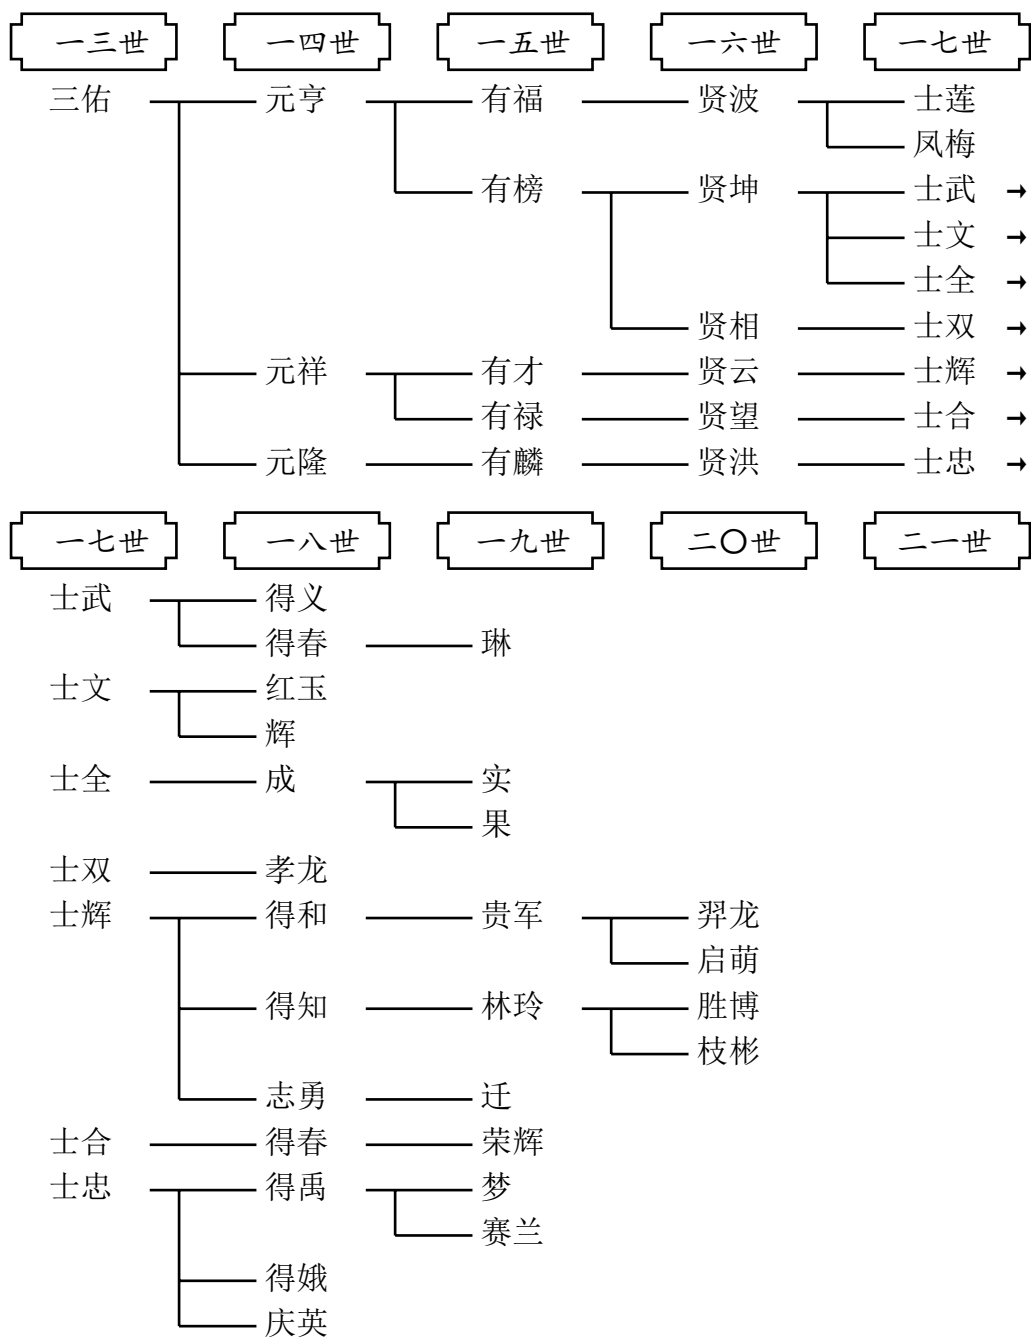 一三世 一四世 一五世 一六世 一七世
三佑 元亨 有福 贤波 士莲
凤梅
有榜 贤坤 士武 →
士文 →
士全 →
贤相 士双 →
元祥 有才 贤云 士辉 →
有禄 贤望 士合 →
元隆 有麟 贤洪 士忠 →
一七世 一八世 一九世 二〇世 二一世
士武 得义
得春 琳
士文 红玉
辉
士全 成 实
果
士双 孝龙
士辉 得和 贵军 羿龙
启萌
得知 林玲 胜博
枝彬
志勇 迁
士合 得春 荣辉
士忠 得禹 梦
赛兰
得娥
庆英